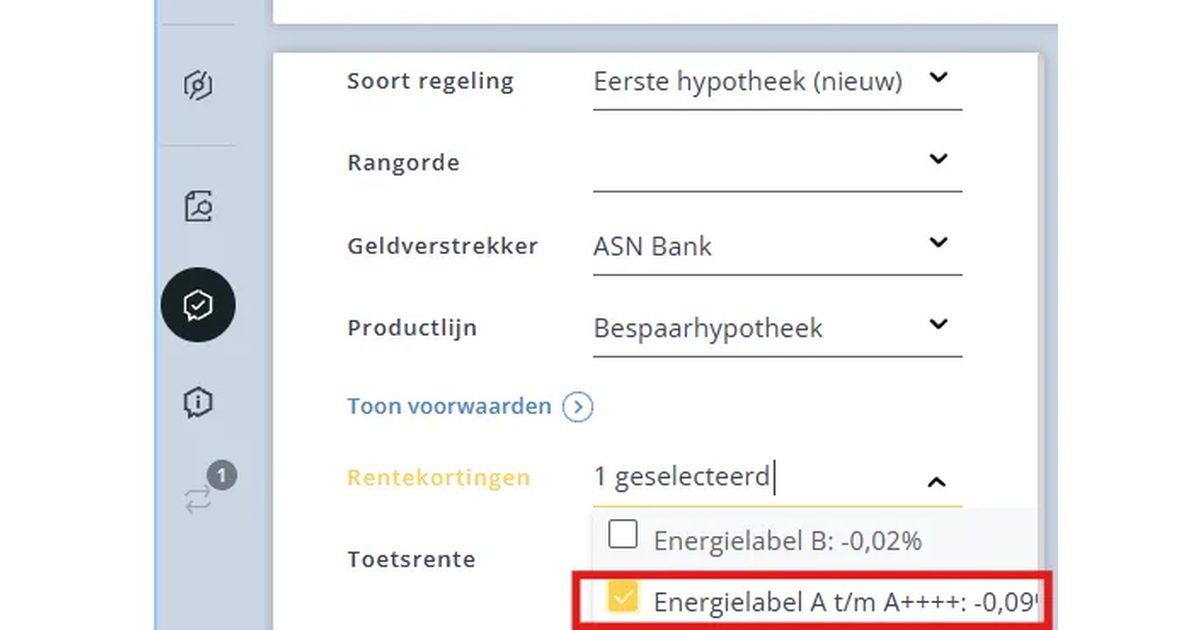 Soort regeling Eerste hypotheek (nieuw)
Rangorde
Geldverstrekker ASN Bank
Productlijn Bespaarhypotheek
Toon voorwaarden
Rentekortingen 1 geselecteerd
1
Energielabel B: -0,02%
Toetsrente
Energielabel A t/m A++++: -0,09